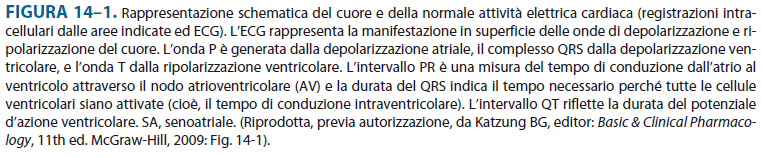 FIGURA 14–1. Rappresentazione schematica del cuore e della normale attività elettrica cardiaca (registrazioni intra-
cellulari dalle aree indicate ed ECG). L’ECG rappresenta la manifestazione in superficie delle onde di depolarizzazione e ri-
polarizzazione del cuore. L’onda P è generata dalla depolarizzazione atriale, il complesso QRS dalla depolarizzazione ven-
tricolare, e l’onda T dalla ripolarizzazione ventricolare. L’intervallo PR è una misura del tempo di conduzione dall’atrio al
ventricolo attraverso il nodo atrioventricolare (AV) e la durata del QRS indica il tempo necessario perché tutte le cellule
ventricolari siano attivate (cioè, il tempo di conduzione intraventricolare). L’intervallo QT riflette la durata del potenziale
d’azione ventricolare. SA, senoatriale. (Riprodotta, previa autorizzazione, da Katzung BG, editor: Basic & Clinical Pharmaco-
logy, 11th ed. McGraw-Hill, 2009: Fig. 14-1).